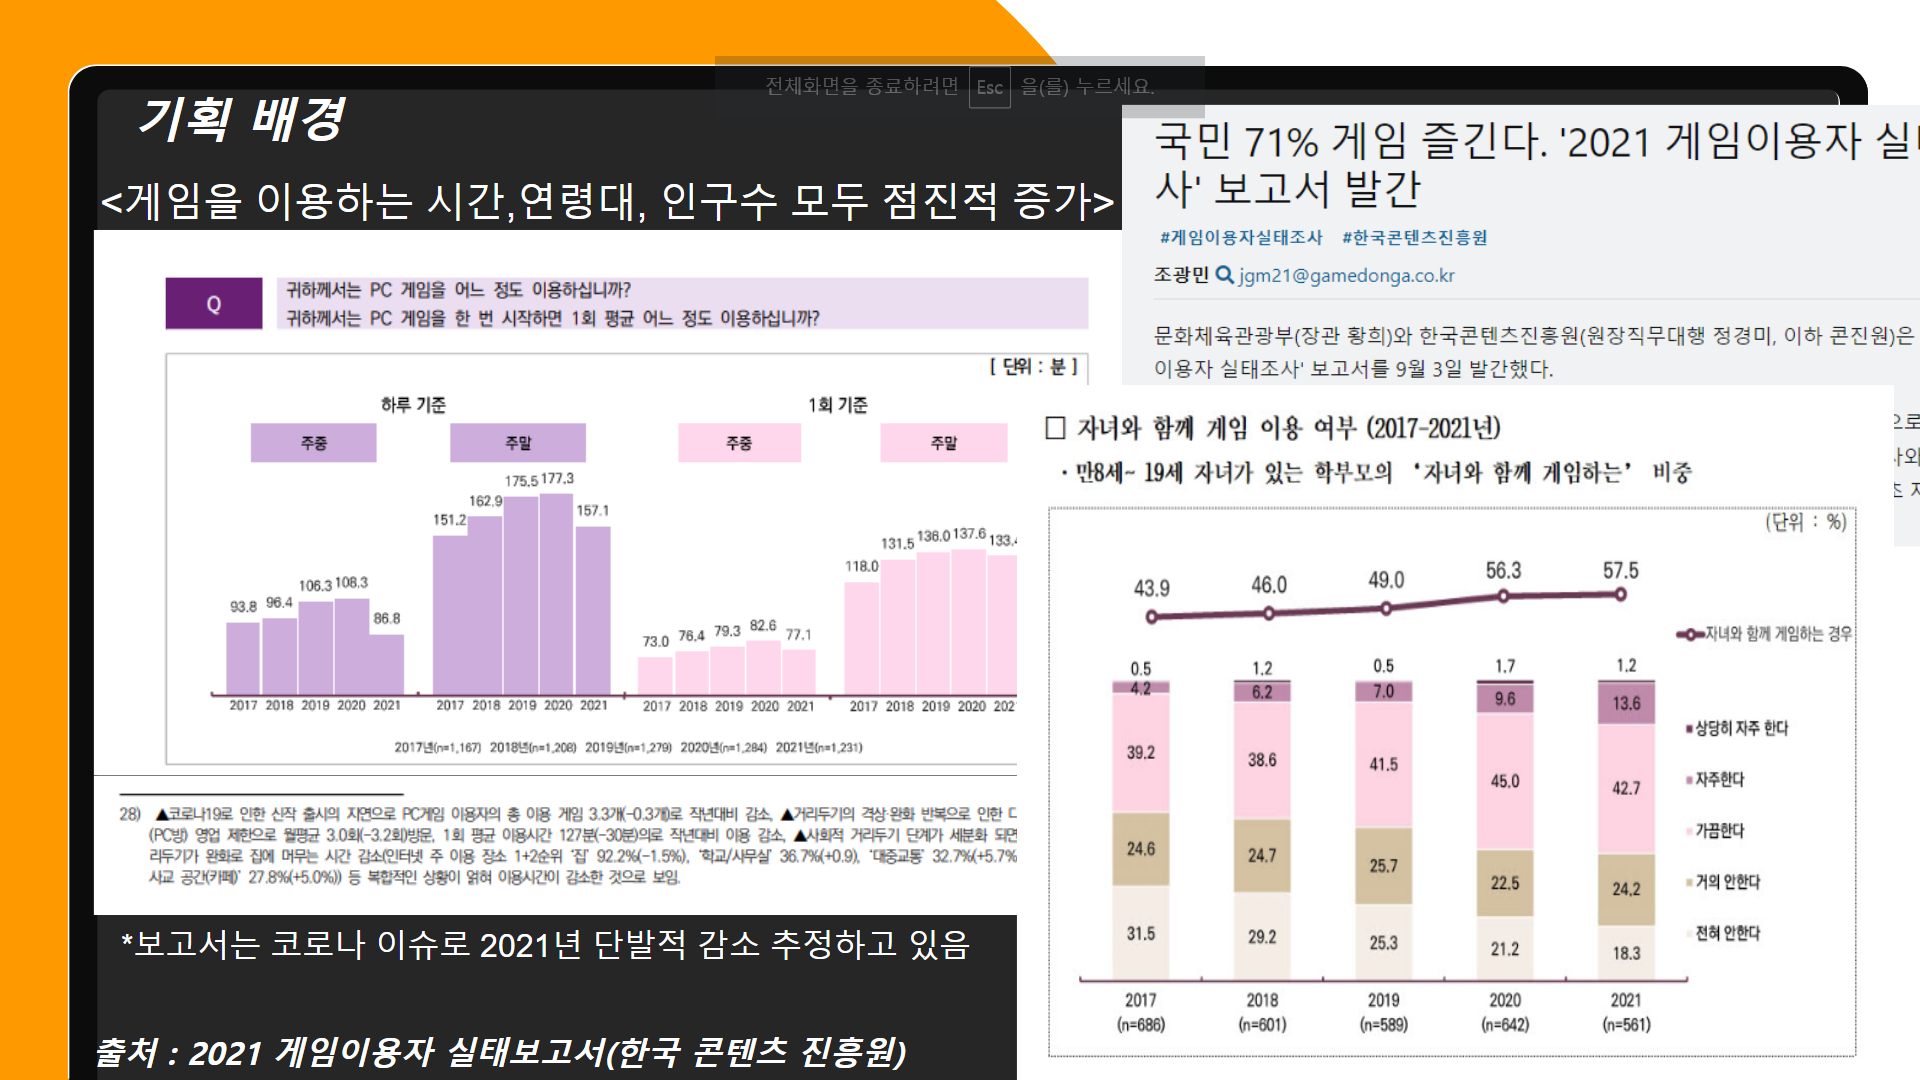 전체화면을 종료하려면 Esc 을(를) 누르세요.
기획 배경
<게임을 이용하는 시간,연령대, 인구수 모두 점진적 증가>
Q
귀하께서는 PC 게임을 어느 정도 이용하십니까?
귀하께서는 PC 게임을 한 번 시작하면 1회 평균 어느 정도 이용하십니까?
[ 단위 : 분 ]
하루 기준 1회 기준
주중 주말 주중 주말
93.8 96.4 106.3 108.3 86.8
151.2 162.9 175.5 177.3 157.1
73.0 76.4 79.3 82.6 77.1
118.0 131.5 136.0 137.6 133.4
2017 2018 2019 2020 2021 2017 2018 2019 2020 2021 2017 2018 2019 2020 2021 2017 2018 2019 2020 202
2017년(n=1,167) 2018년(n=1,208) 2019년(n=1,279) 2020년(n=1,284) 2021년(n=1,231)
28) ▲코로나19로 인한 신작 출시의 지연으로 PC게임 이용자의 총 이용 게임 3.3개(-0.3개)로 작년대비 감소, ▲거리두기의 격상·완화 반복으로 인한
(PC방) 영업 제한으로 월평균 3.0회(-3.2회)방문, 1회 평균 이용시간 127분(-30분)의로 작년대비 이용 감소, ▲사회적 거리두기 단계가 세분화 되면
리두기가 완화로 집에 머무는 시간 감소(인터넷 주 이용 장소 1+2순위 '집' 92.2%(-1.5%), '학교/사무실' 36.7%(+0.9), '대중교통' 32.7%(+5.7%
사교 공간(카페)' 27.8%(+5.0%)) 등 복합적인 상황이 얽혀 이용시간이 감소한 것으로 보임.
*보고서는 코로나 이슈로 2021년 단발적 감소 추정하고 있음
출처 : 2021 게임이용자 실태보고서(한국 콘텐츠 진흥원)
국민 71% 게임 즐긴다. '2021 게임이용자 실
사' 보고서 발간
#게임이용자실태조사 #한국콘텐츠진흥원
조광민 jgm21@gamedonga.co.kr
문화체육관광부(장관 황희)와 한국콘텐츠진흥원(원장직무대행 정경미, 이하 콘진원)은
이용자 실태조사' 보고서를 9월 3일 발간했다.
으로
사와
□ 자녀와 함께 게임 이용 여부 (2017-2021년)
· 만8세~ 19세 자녀가 있는 학부모의 '자녀와 함께 게임하는' 비중
(단위 : %)
43.9 46.0 49.0 56.3 57.5
자녀와 함께 게임하는 경우
0.5 1.2 0.5 1.7 1.2
4.2 6.2 7.0 9.6 13.6
상당히 자주 한다
39.2 38.6 41.5 45.0 42.7
자주한다
가끔한다
24.6 24.7 25.7 22.5 24.2
거의 안한다
31.5 29.2 25.3 21.2 18.3
전혀 안한다
2017 2018 2019 2020 2021
(n=686) (n=601) (n=589) (n=642) (n=561)